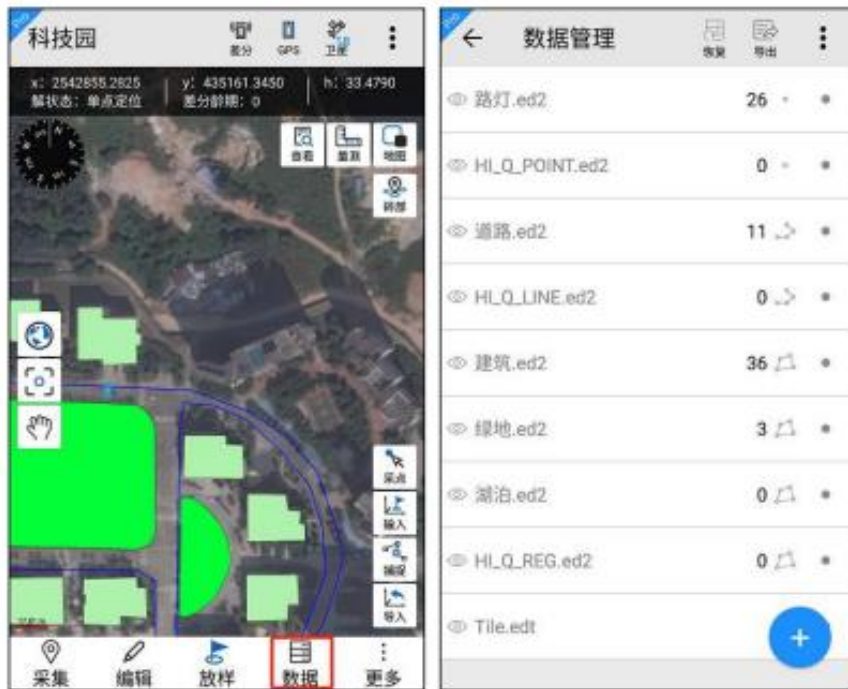 Pro
科技园
差分
GPS
卫星
x: 2542855.2825
y: 435161.3450
h: 33.4790
解状态: 单点定位
差分龄期: 0
查看
量测
地图
碎部
采点
输入
捕捉
导入
采集
编辑
放样
数据
更多
Pro
数据管理
恢复
导出
路灯.ed2 26
HI_Q_POINT.ed2 0
道路.ed2 11
HI_Q_LINE.ed2 0
建筑.ed2 36
绿地.ed2 3
湖泊.ed2 0
HI_Q_REG.ed2 0
Tile.edt
+